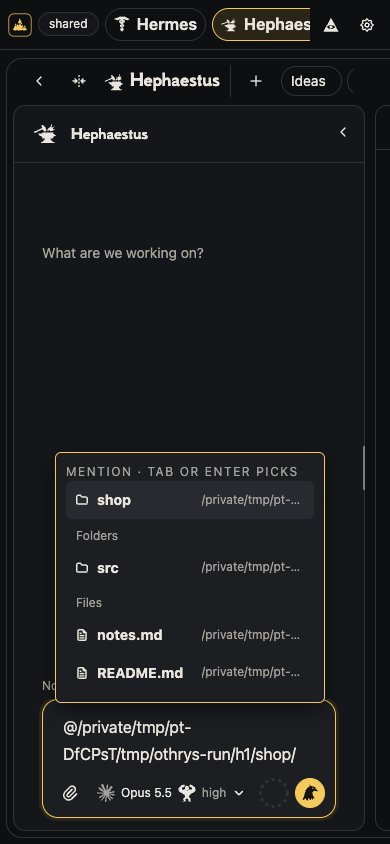 shared
Hermes
Hephaes
Hephaestus
Ideas
Hephaestus
What are we working on?
MENTION · TAB OR ENTER PICKS
shop /private/tmp/pt-...
Folders
src /private/tmp/pt-...
Files
notes.md /private/tmp/pt-...
README.md /private/tmp/pt-...
No
@/private/tmp/pt-
DfCPsT/tmp/othrys-run/h1/shop/
Opus 5.5 high